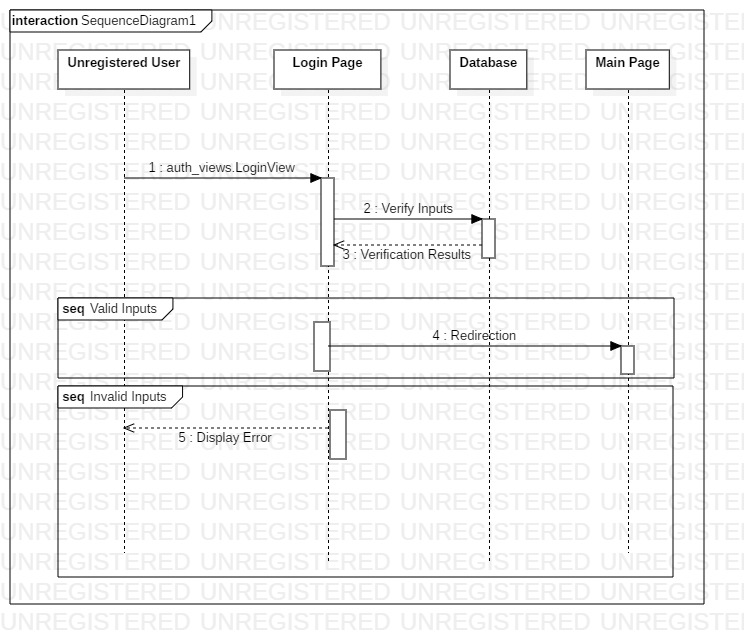 interaction SequenceDiagram1
Unregistered User
Login Page
Database
Main Page
1 : auth_views.LoginView
2 : Verify Inputs
3 : Verification Results
seq Valid Inputs
4 : Redirection
seq Invalid Inputs
5 : Display Error
UNREGISTERED UNREGISTERED UNREGISTERED UNREGISTERED